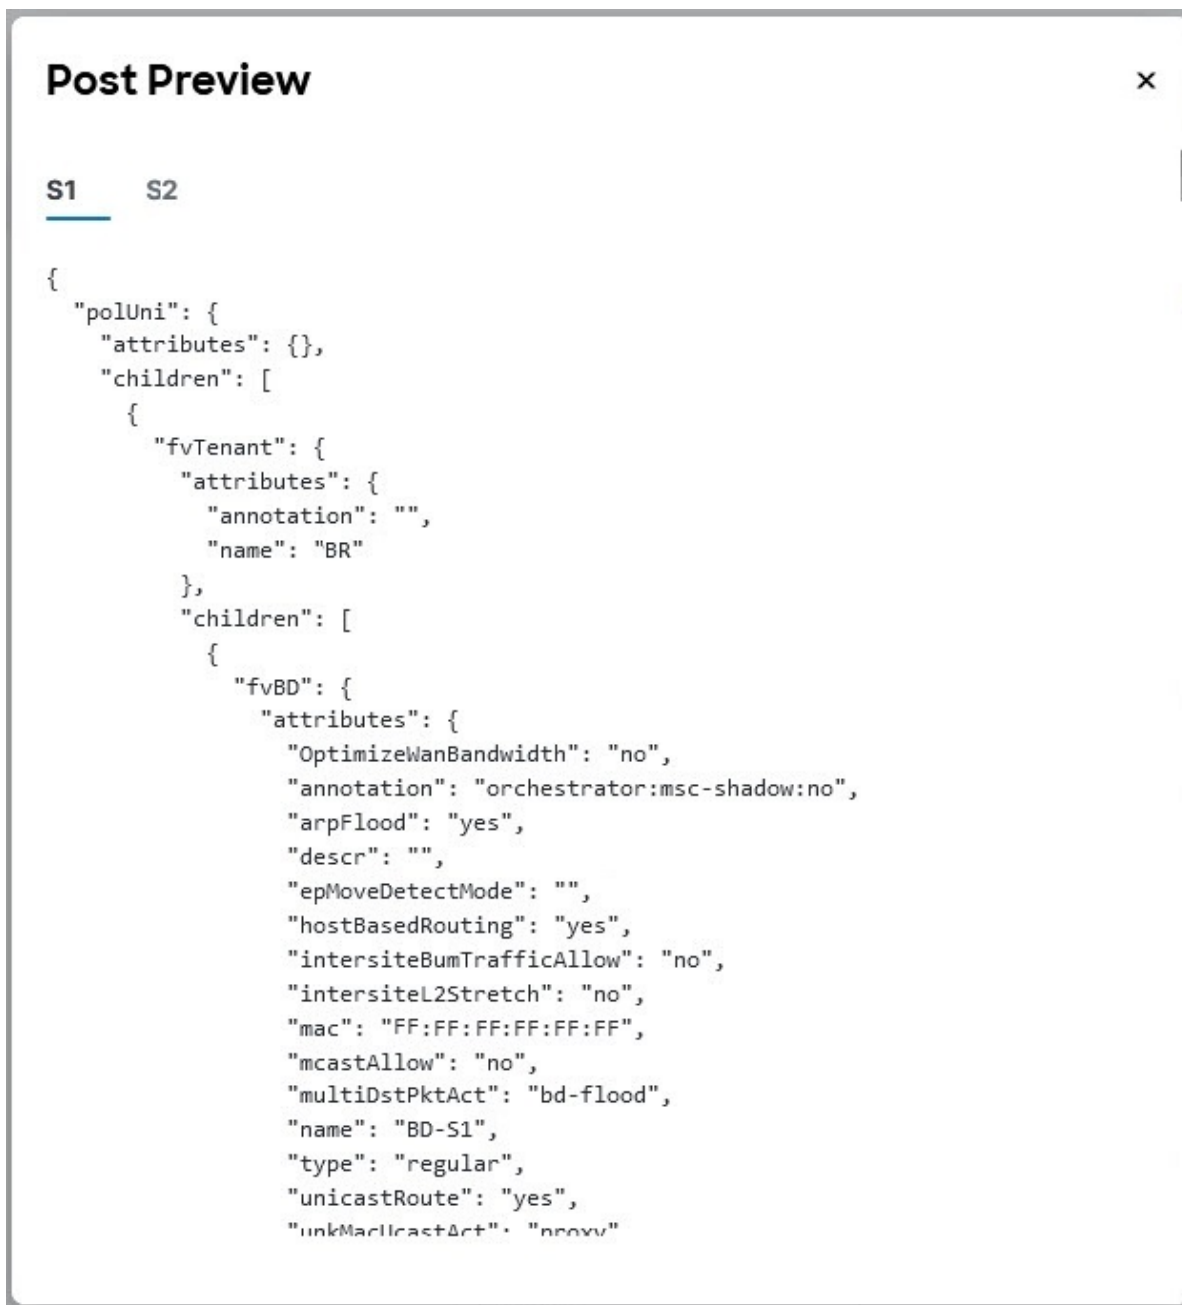 Post Preview ×
S1 S2
{
"polUni": {
"attributes": {},
"children": [
{
"fvTenant": {
"attributes": {
"annotation": "",
"name": "BR"
},
"children": [
{
"fvBD": {
"attributes": {
"OptimizeWanBandwidth": "no",
"annotation": "orchestrator:msc-shadow:no",
"arpFlood": "yes",
"descr": "",
"epMoveDetectMode": "",
"hostBasedRouting": "yes",
"intersiteBumTrafficAllow": "no",
"intersiteL2Stretch": "no",
"mac": "FF:FF:FF:FF:FF:FF",
"mcastAllow": "no",
"multiDstPktAct": "bd-flood",
"name": "BD-S1",
"type": "regular",
"unicastRoute": "yes",
"unkMacUcastAct": "proxy"